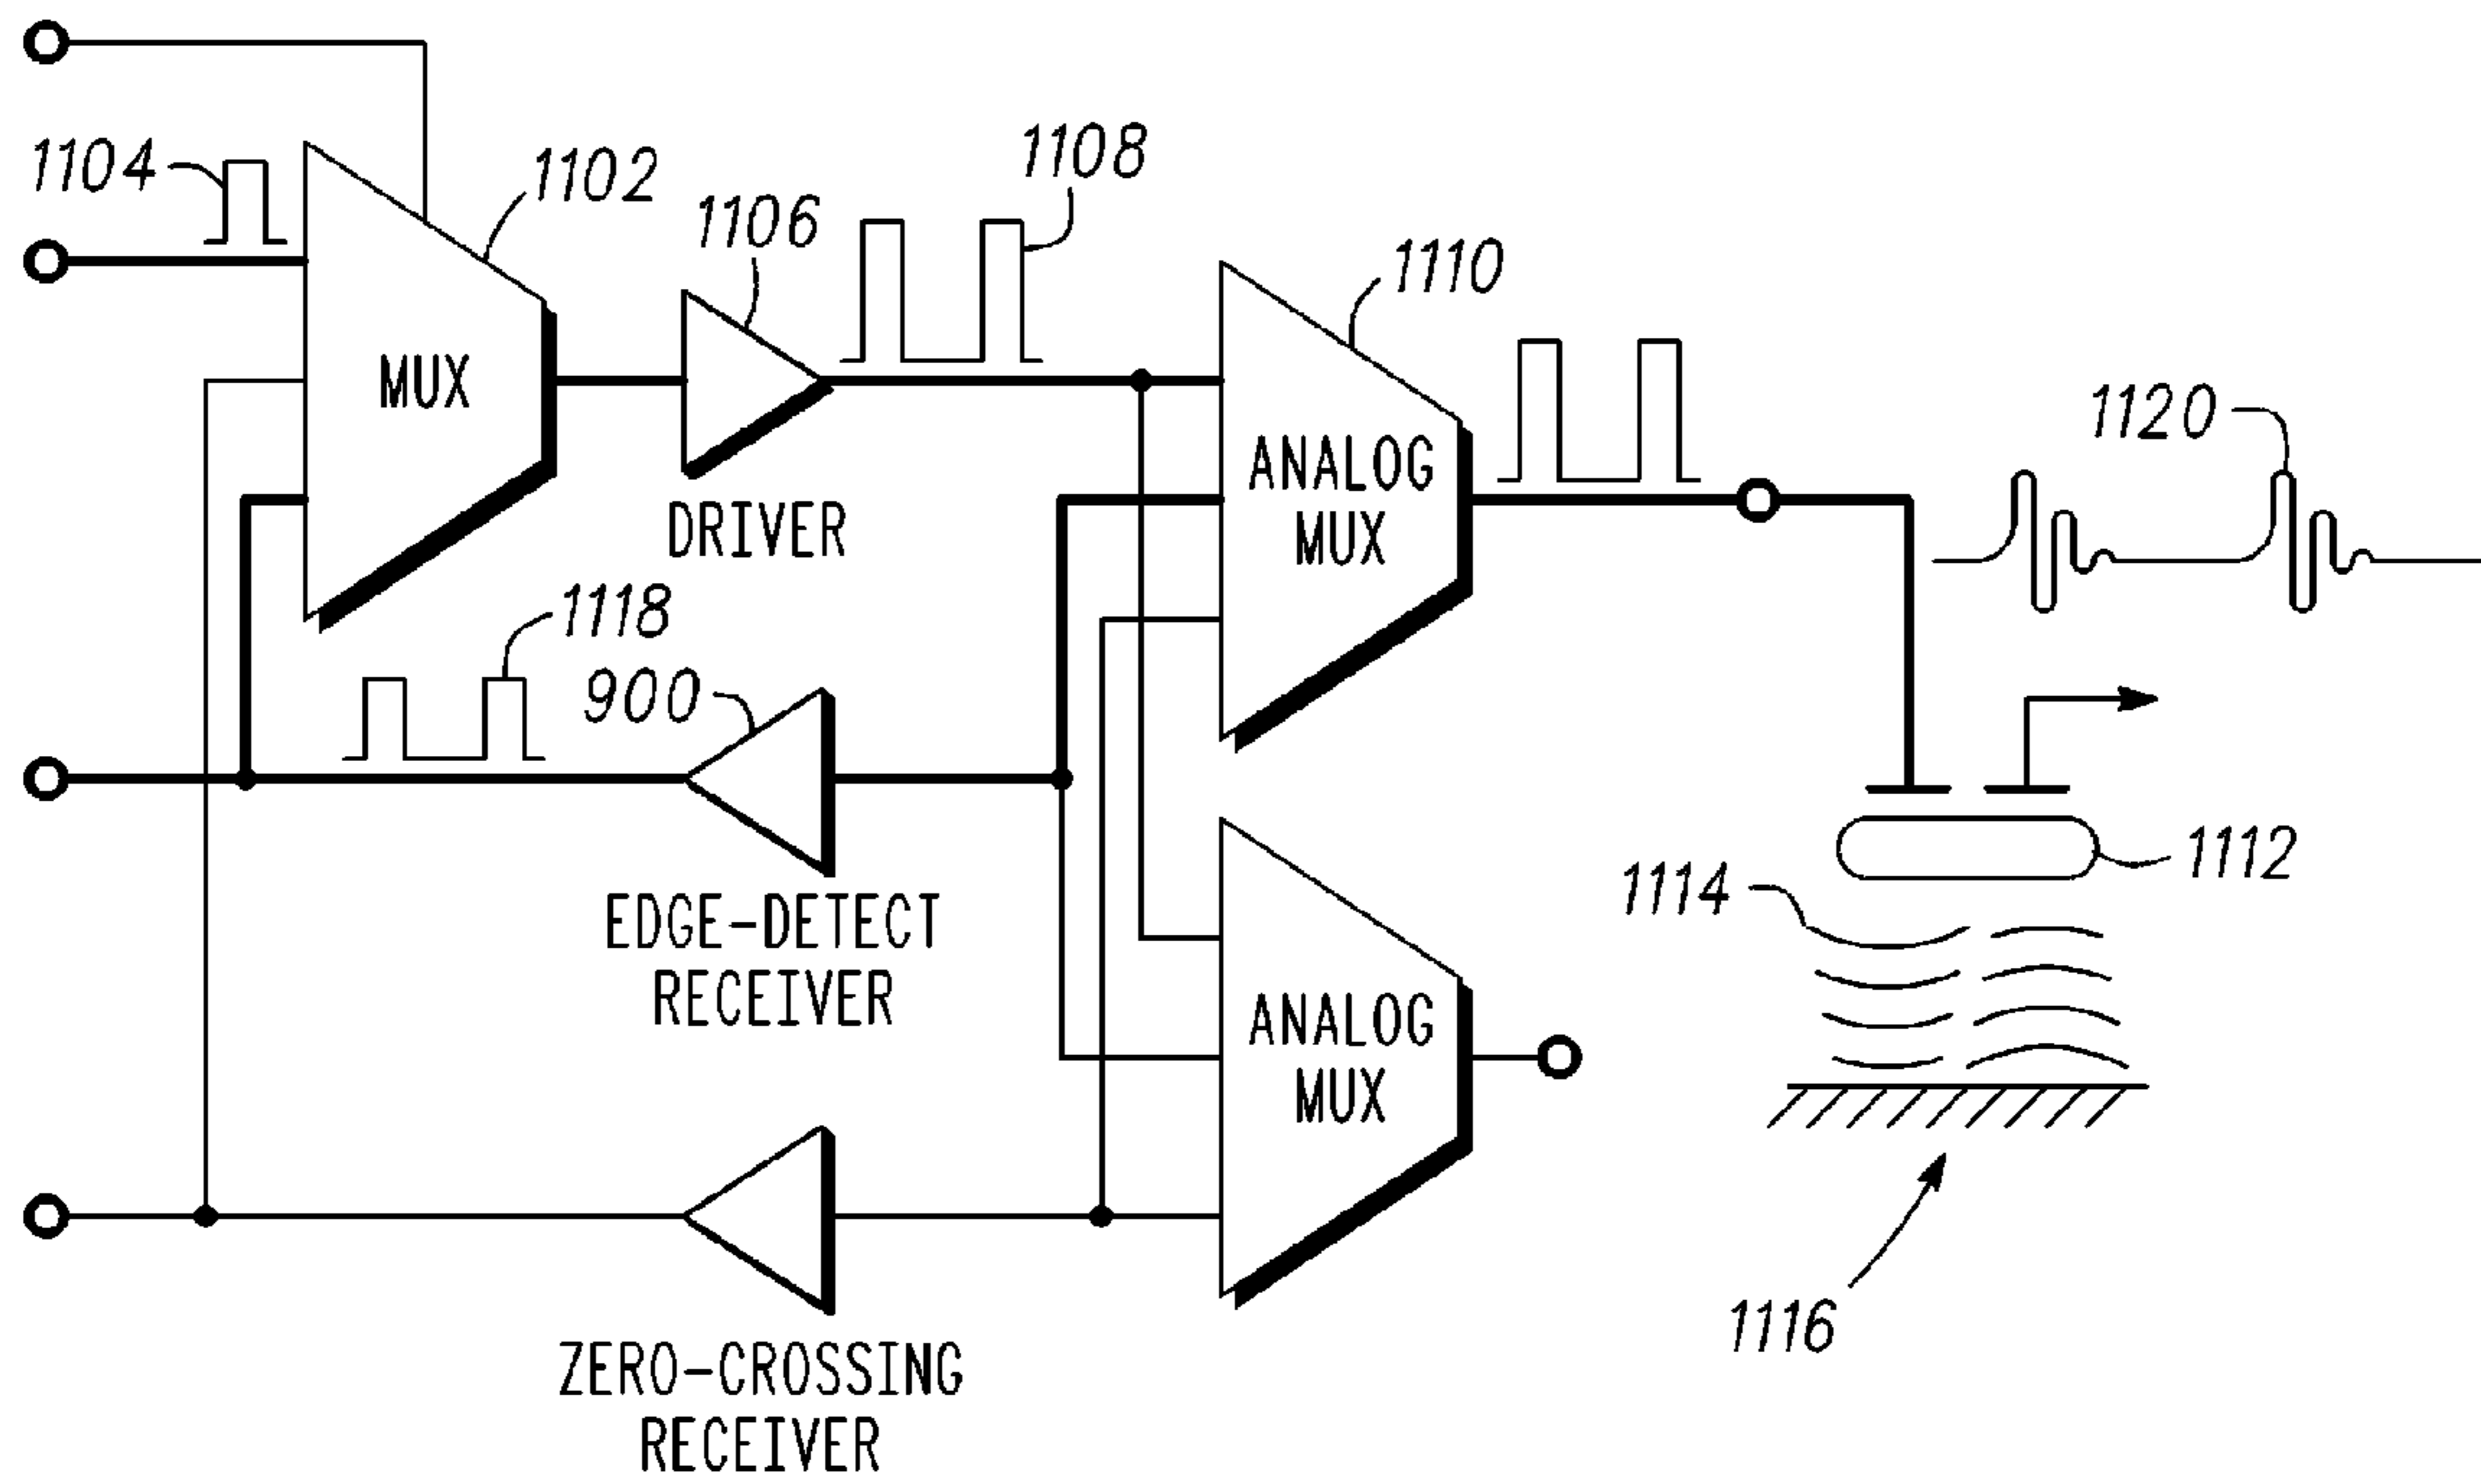 1104
1102
1106
1108
1110
MUX
ANALOG
MUX
1120
DRIVER
1118
900
EDGE-DETECT
RECEIVER
1112
1114
ANALOG
MUX
1116
ZERO-CROSSING
RECEIVER